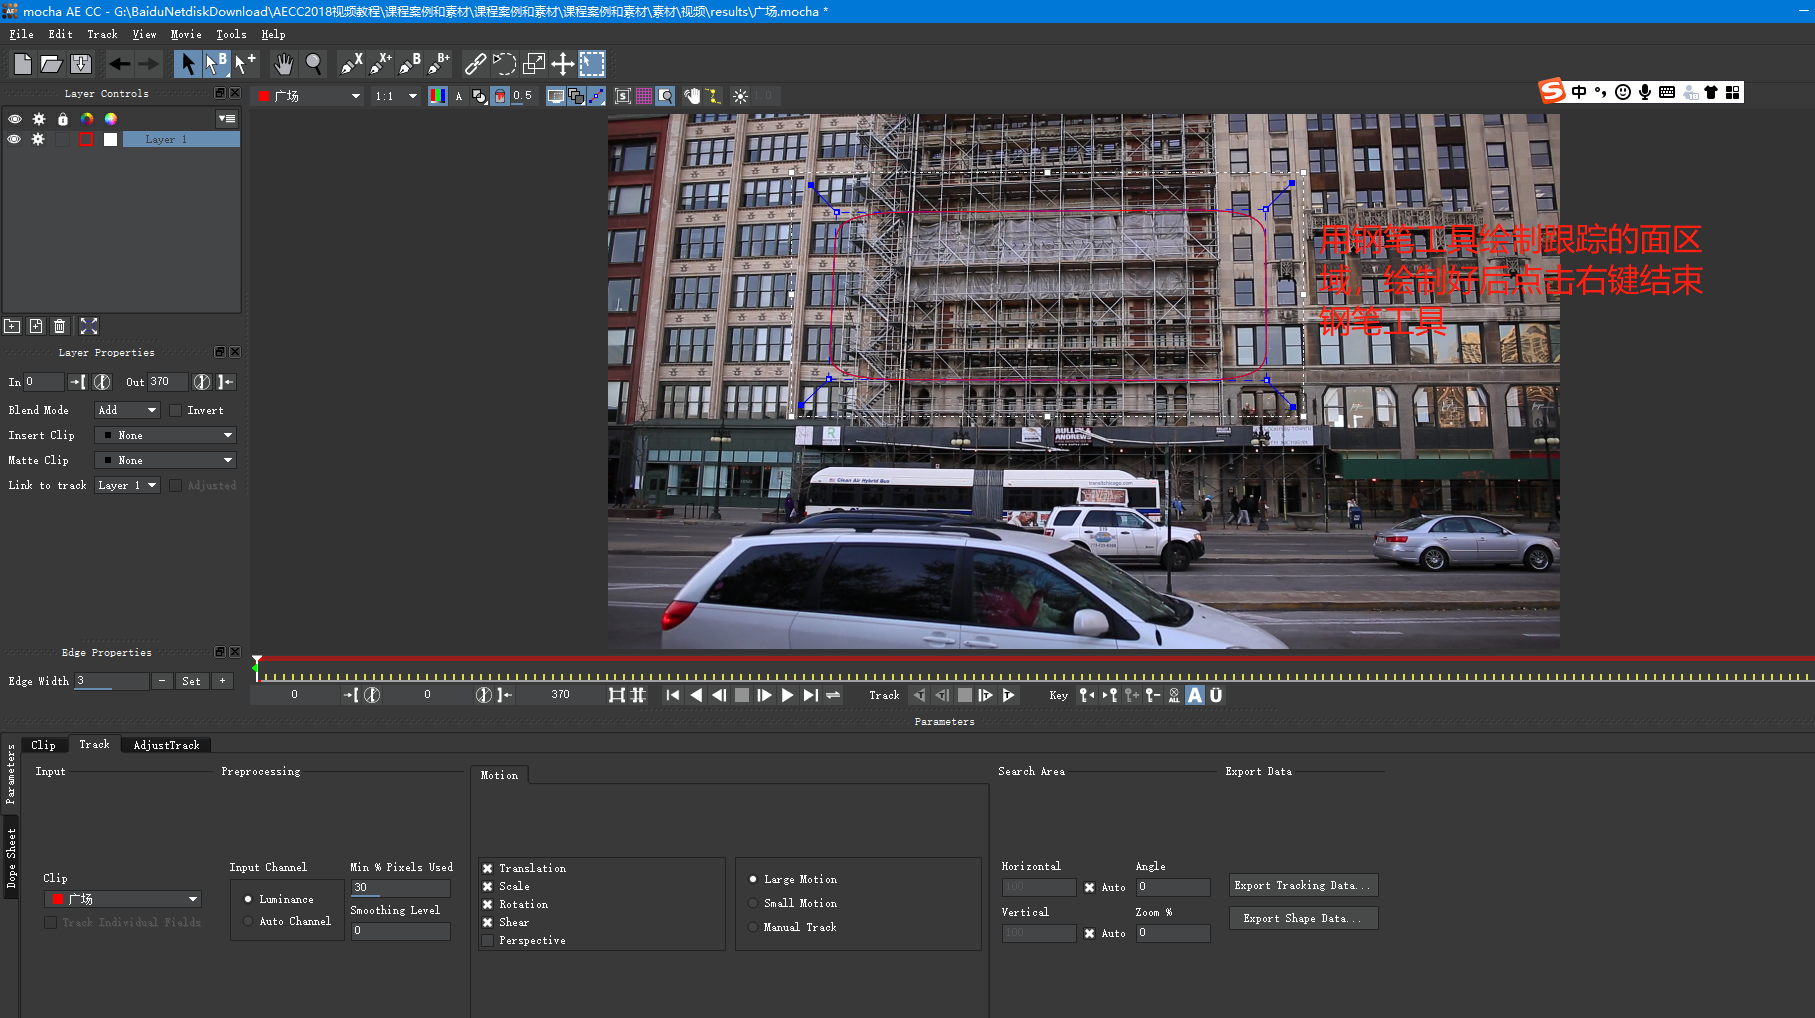 mocha AE CC - G:\BaiduNetdiskDownload\AECC2018视频教程\课程案例和素材\课程案例和素材\课程案例和素材\素材\视频\results\广场.mocha *
File Edit Track View Movie Tools Help
X X+ B B+
Layer Controls
广场 1:1 A 0.5
中
Layer 1
用钢笔工具绘制跟踪的面区
域，绘制好后点击右键结束
钢笔工具
Layer Properties
In 0 Out 370
Blend Mode Add Invert
Insert Clip None
Matte Clip None
Link to track Layer 1 Adjusted
R
BULLEY &
ANDREWS
Clean Air Hybrid Bus
transitchicago.com
Edge Properties
Edge Width 3 - Set +
0 0 370 Track Key ALL A Ü
Parameters
Parameters
Dope Sheet
Clip Track AdjustTrack
Input Preprocessing Motion Search Area Export Data
Input Channel Min % Pixels Used
30
Luminance
Auto Channel
Smoothing Level
0
Clip
广场
Track Individual Fields
Translation
Scale
Rotation
Shear
Perspective
Large Motion
Small Motion
Manual Track
Horizontal Angle
100 Auto 0
Vertical Zoom %
100 Auto 0
Export Tracking Data...
Export Shape Data...